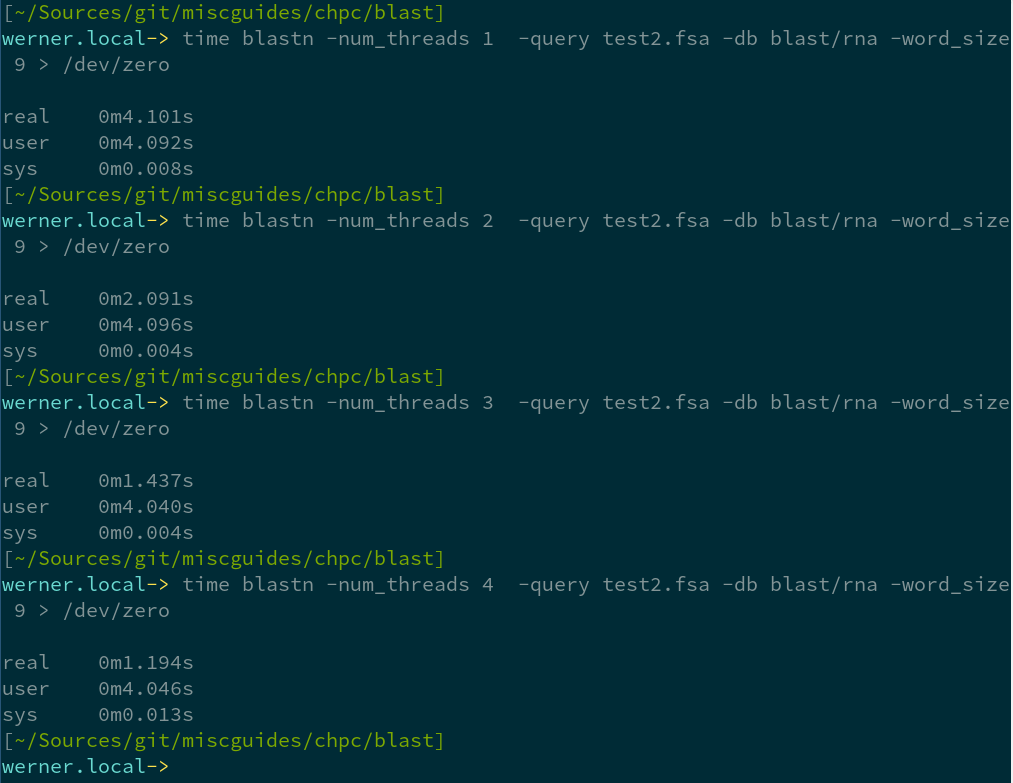 [~/Sources/git/miscguides/chpc/blast]
werner.local-> time blastn -num_threads 1  -query test2.fsa -db blast/rna -word_size
 9 > /dev/zero

real    0m4.101s
user    0m4.092s
sys     0m0.008s
[~/Sources/git/miscguides/chpc/blast]
werner.local-> time blastn -num_threads 2  -query test2.fsa -db blast/rna -word_size
 9 > /dev/zero

real    0m2.091s
user    0m4.096s
sys     0m0.004s
[~/Sources/git/miscguides/chpc/blast]
werner.local-> time blastn -num_threads 3  -query test2.fsa -db blast/rna -word_size
 9 > /dev/zero

real    0m1.437s
user    0m4.040s
sys     0m0.004s
[~/Sources/git/miscguides/chpc/blast]
werner.local-> time blastn -num_threads 4  -query test2.fsa -db blast/rna -word_size
 9 > /dev/zero

real    0m1.194s
user    0m4.046s
sys     0m0.013s
[~/Sources/git/miscguides/chpc/blast]
werner.local->